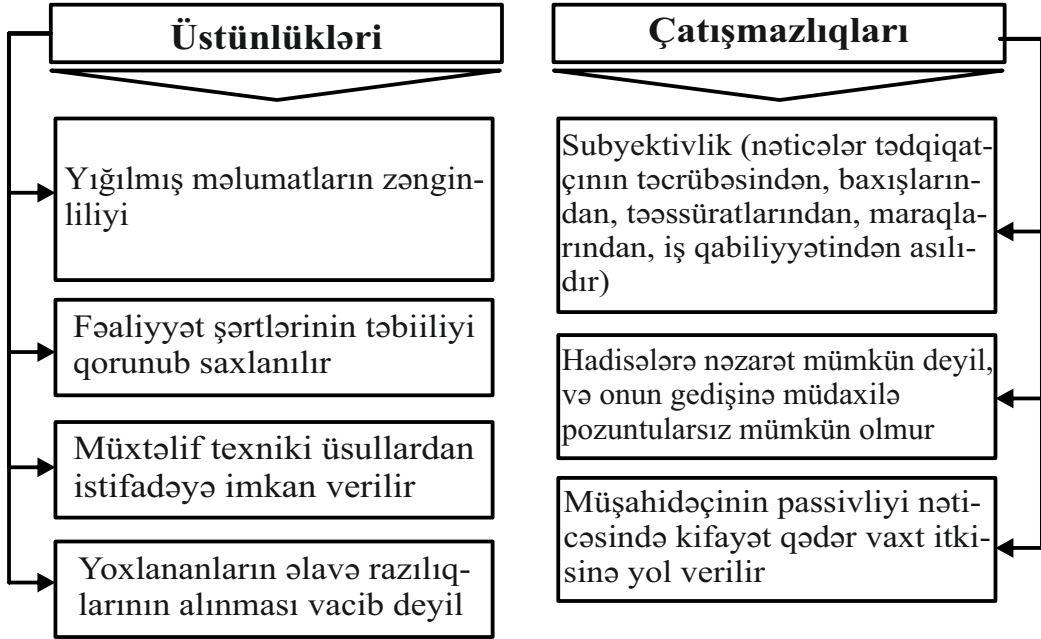 Üstünlükləri
Yığılmış məlumatların zəngin-
liliyi
Fəaliyyət şərtlərinin təbiiliyi
qorunub saxlanılır
Müxtəlif texniki üsullardan
istifadəyə imkan verilir
Yoxlananların əlavə razılıq-
larının alınması vacib deyil
Çatışmazlıqları
Subyektivlik (nəticələr tədqiqat-
çının təcrübəsindən, baxışların-
dan, təəssüratlarından, maraqla-
rından, iş qabiliyyətindən asılı-
dır)
Hadisələrə nəzarət mümkün deyil,
və onun gedişinə müdaxilə
pozuntularsız mümkün olmur
Müşahidəçinin passivliyi nəti-
cəsində kifayət qədər vaxt itki-
sinə yol verilir